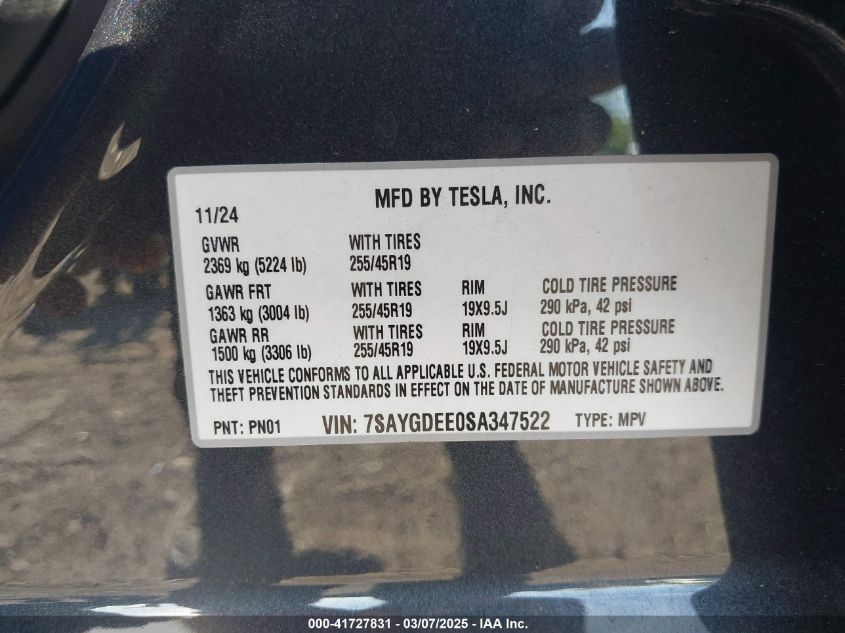 MFD BY TESLA, INC.
11/24
GVWR WITH TIRES
2369 kg (5224 lb) 255/45R19
GAWR FRT WITH TIRES RIM COLD TIRE PRESSURE
1363 kg (3004 lb) 255/45R19 19X9.5J 290 kPa, 42 psi
GAWR RR WITH TIRES RIM COLD TIRE PRESSURE
1500 kg (3306 lb) 255/45R19 19X9.5J 290 kPa, 42 psi
THIS VEHICLE CONFORMS TO ALL APPLICABLE U.S. FEDERAL MOTOR VEHICLE SAFETY AND
THEFT PREVENTION STANDARDS IN EFFECT ON THE DATE OF MANUFACTURE SHOWN ABOVE.
PNT: PN01 VIN: 7SAYGDEE0SA347522 TYPE: MPV
000-41727831 - 03/07/2025 - IAAI, Inc.